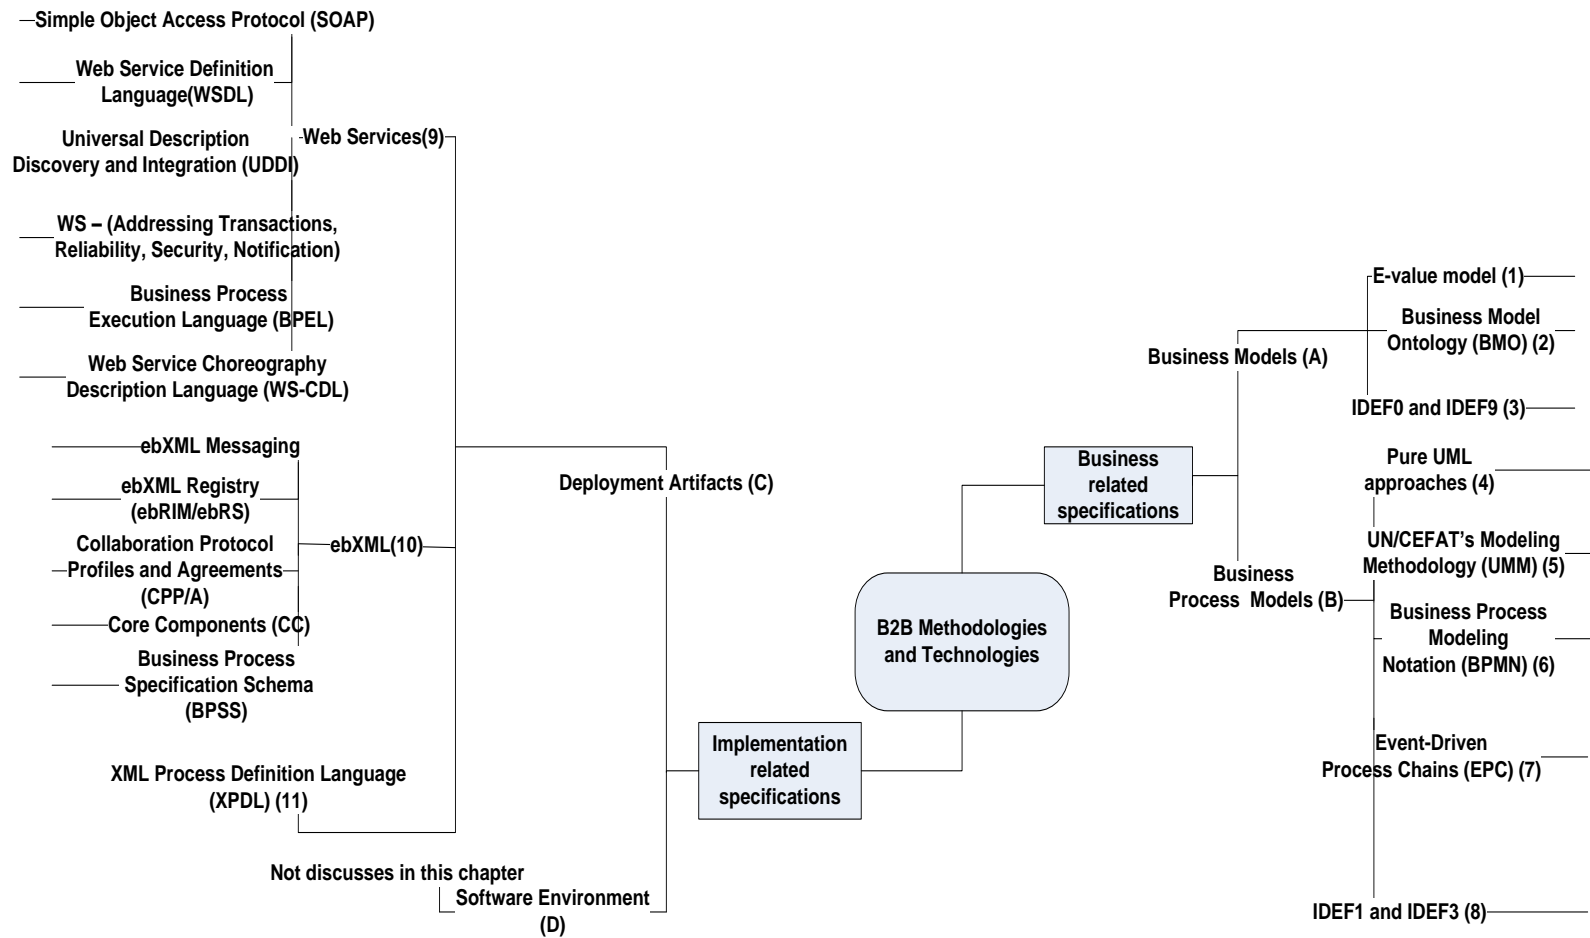 Simple Object Access Protocol (SOAP)
Web Service Definition
Language(WSDL)
Universal Description
Discovery and Integration (UDDI)
Web Services(9)
WS – (Addressing Transactions,
Reliability, Security, Notification)
Business Process
Execution Language (BPEL)
Web Service Choreography
Description Language (WS-CDL)
ebXML Messaging
ebXML Registry
(ebRIM/ebRS)
Collaboration Protocol
Profiles and Agreements
(CPP/A)
ebXML(10)
Core Components (CC)
Business Process
Specification Schema
(BPSS)
XML Process Definition Language
(XPDL) (11)
Not discusses in this chapter
Software Environment
(D)
Deployment Artifacts (C)
Implementation
related
specifications
B2B Methodologies
and Technologies
Business
related
specifications
Business Models (A)
E-value model (1)
Business Model
Ontology (BMO) (2)
IDEF0 and IDEF9 (3)
Business
Process Models (B)
Pure UML
approaches (4)
UN/CEFAT's Modeling
Methodology (UMM) (5)
Business Process
Modeling
Notation (BPMN) (6)
Event-Driven
Process Chains (EPC) (7)
IDEF1 and IDEF3 (8)